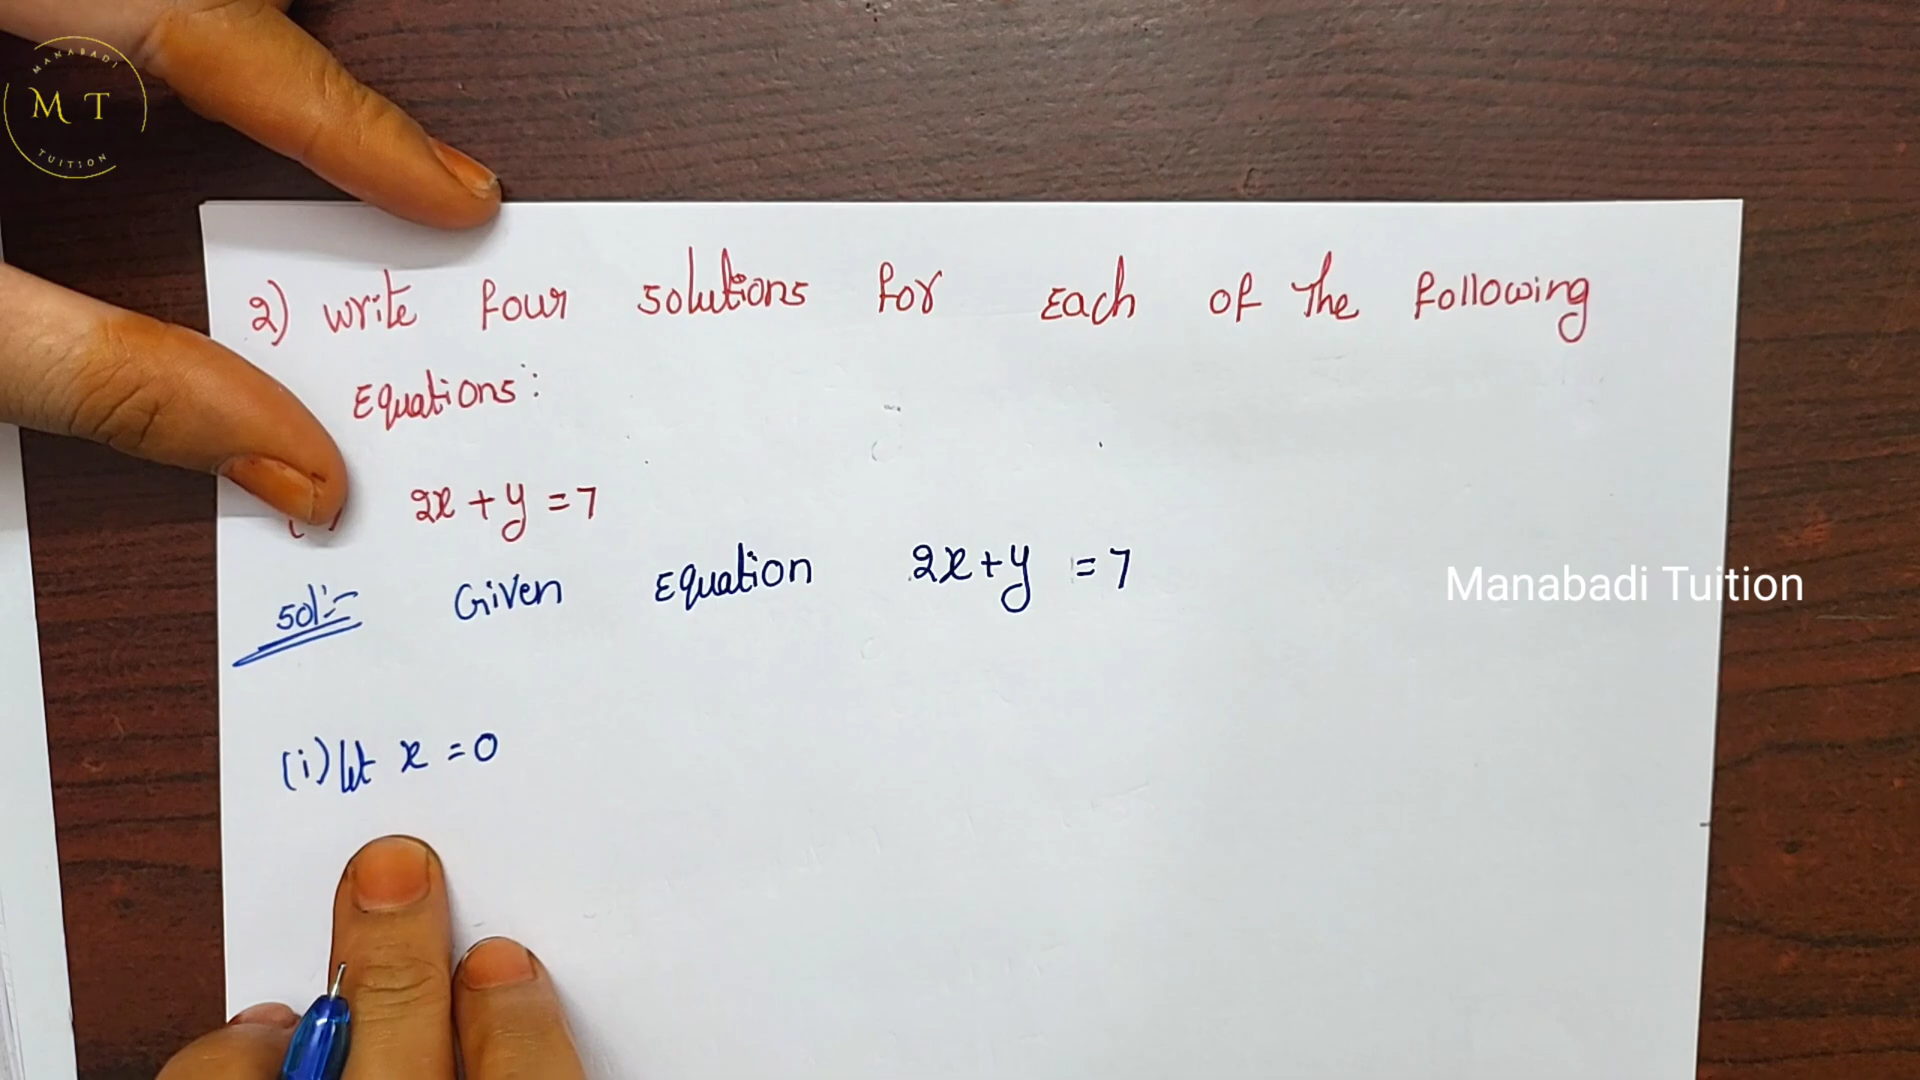 MANABADI
M T
TUITION
2) write four solutions for Each of The following
Equations:
2x + y = 7
Sol:- Given Equation 2x+y = 7
Manabadi Tuition
(i) let x = 0